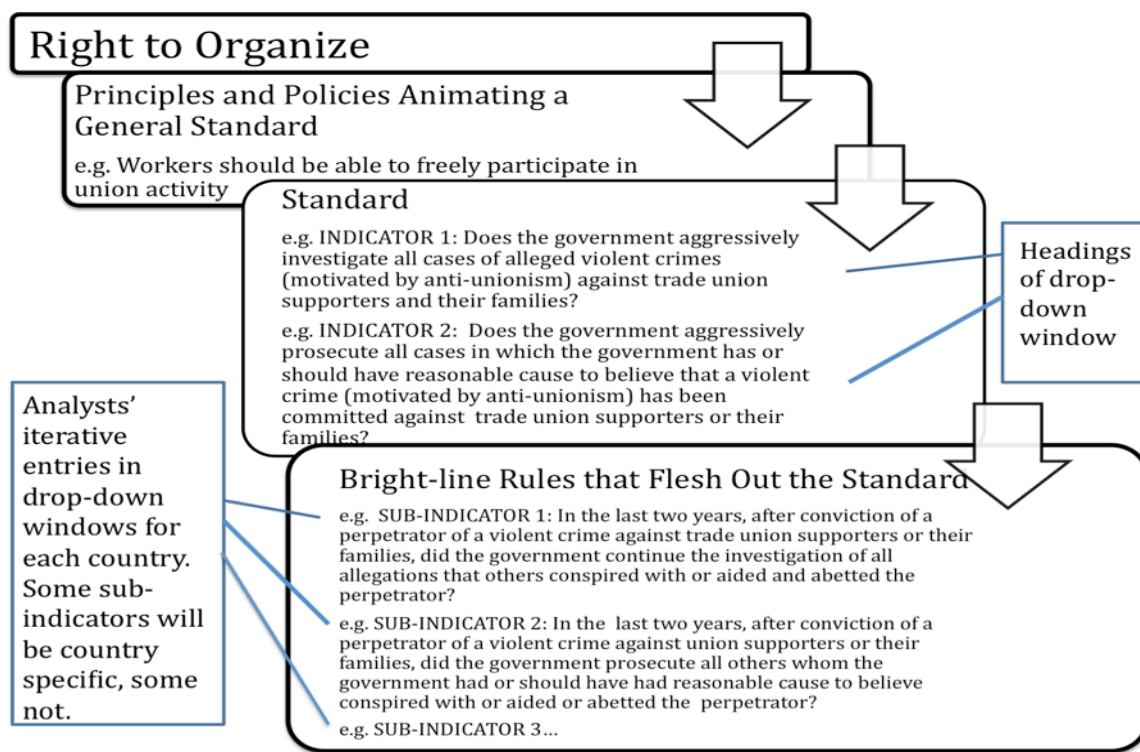 Right to Organize
Principles and Policies Animating a
General Standard
e.g. Workers should be able to freely participate in
union activity
Standard
e.g. INDICATOR 1: Does the government aggressively
investigate all cases of alleged violent crimes
(motivated by anti-unionism) against trade union
supporters and their families?
e.g. INDICATOR 2:  Does the government aggressively
prosecute all cases in which the government has or
should have reasonable cause to believe that a violent
crime (motivated by anti-unionism) has been
committed against  trade union supporters or their
families?
Headings
of drop-
down
window
Analysts’
iterative
entries in
drop-down
windows for
each country.
Some sub-
indicators will
be country
specific, some
not.
Bright-line Rules that Flesh Out the Standard
e.g.  SUB-INDICATOR 1: In the last two years, after conviction of a
perpetrator of a violent crime against trade union supporters or their
families, did the government continue the investigation of all
allegations that others conspired with or aided and abetted the
perpetrator?
e.g. SUB-INDICATOR 2: In the  last two years, after conviction of a
perpetrator of a violent crime against union supporters or their
families, did the government prosecute all others whom the
government had or should have had reasonable cause to believe
conspired with or aided or abetted the  perpetrator?
e.g. SUB-INDICATOR 3…